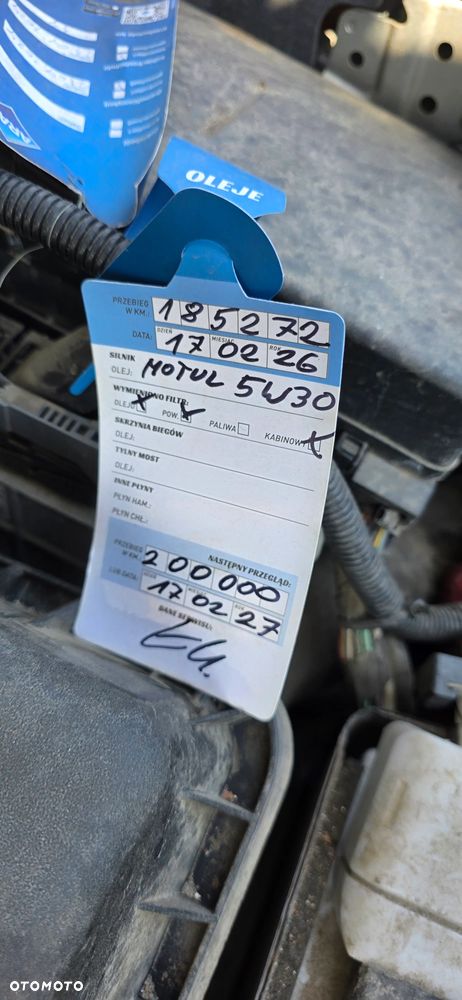 OLEJE
PRZEBIEG W KM.: 185272
DZIEŃ MIESIĄC ROK
DATA: 17 02 26
SILNIK
OLEJ: MOTUL 5W30
WYMIENIONO FILTR:
OLEJU POW. PALIWA KABINOWY
SKRZYNIA BIEGÓW
OLEJ:
TYLNY MOST
OLEJ:
INNE PŁYNY
PŁYN HAM.:
PŁYN CHŁ.:
NASTĘPNY PRZEGLĄD:
PRZEBIEG W KM.: 200000
LUB DATA: 17 02 27
DANE SERWISU:
OTOMOTO